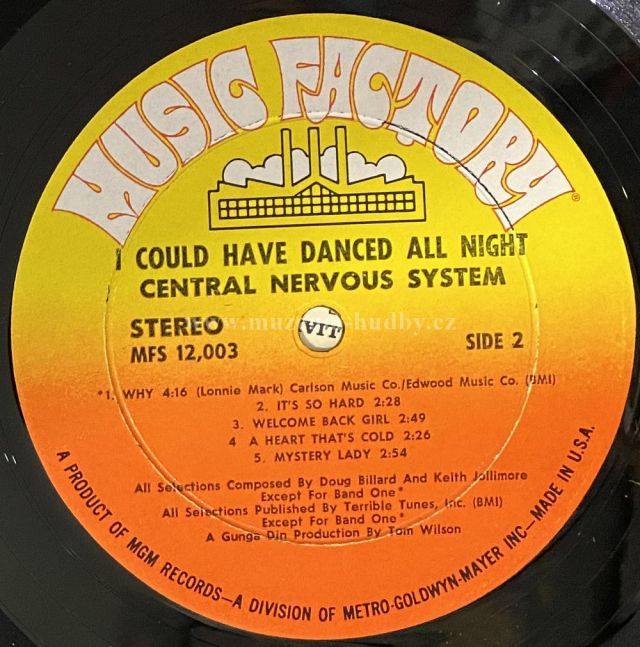 MUSIC FACTORY ®
I COULD HAVE DANCED ALL NIGHT
CENTRAL NERVOUS SYSTEM
STEREO
MFS 12,003
SIDE 2
*1. WHY 4:16 (Lonnie Mark) Carlson Music Co./Edwood Music Co. (BMI)
2. IT'S SO HARD 2:28
3. WELCOME BACK GIRL 2:49
4 A HEART THAT'S COLD 2:26
5. MYSTERY LADY 2:54
All Selections Composed By Doug Billard And Keith Jollimore
Except For Band One*
All Selections Published By Terrible Tunes, Inc. (BMI)
Except For Band One*
A Gunga Din Production By Tom Wilson
A PRODUCT OF MGM RECORDS—A DIVISION OF METRO-GOLDWYN-MAYER INC—MADE IN U.S.A.